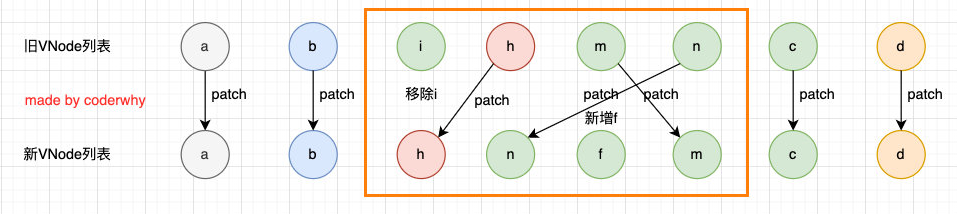 旧VNode列表
a
b
i
h
m
n
c
d
made by coderwhy
patch
patch
移除i
patch
patch
patch
patch
patch
新增f
新VNode列表
a
b
h
n
f
m
c
d